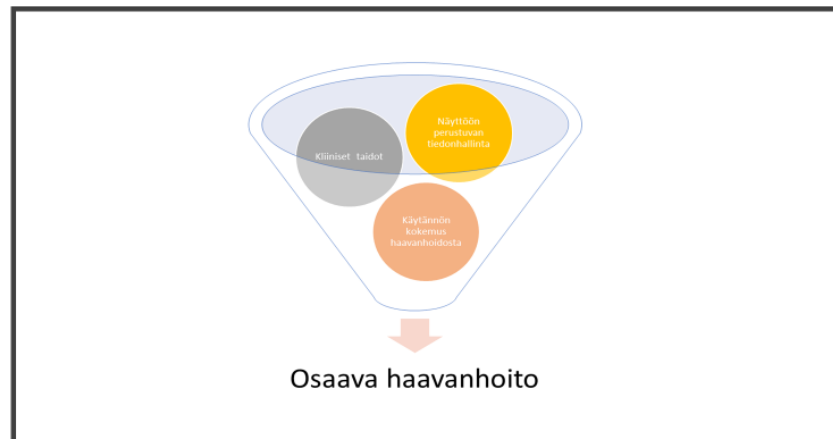 Näyttöön
perustuvan
tiedonhallinta
Kliiniset taidot
Käytännön
kokemus
haavanhoidosta
Osaava haavanhoito